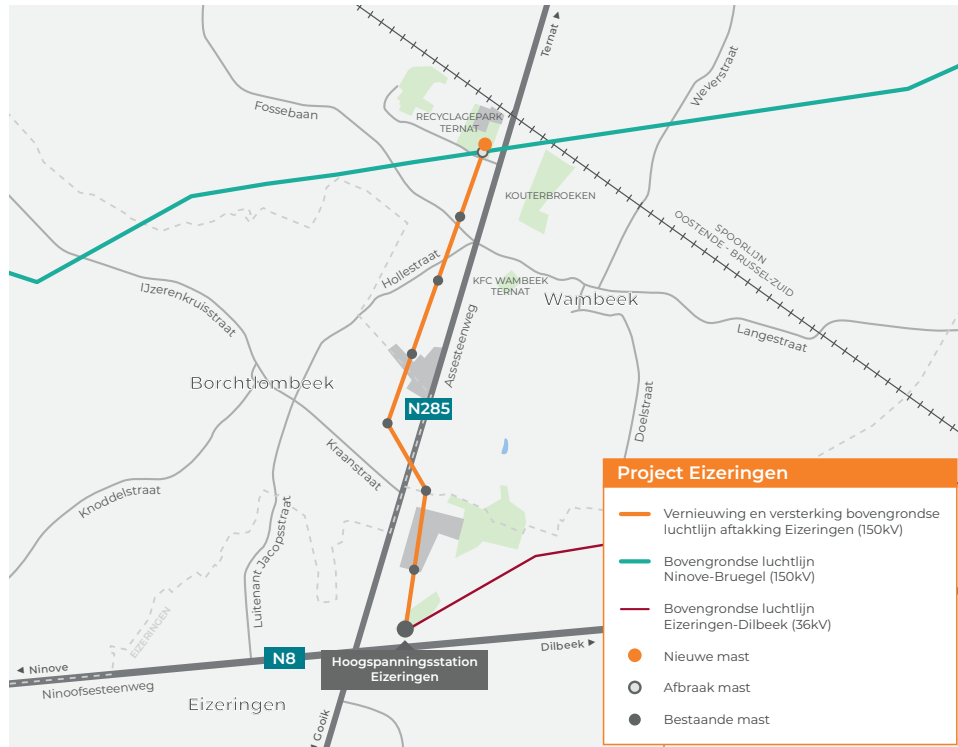 Ternat
Weverstraat
Fossebaan
RECYCLAGEPARK
TERNAT
KOUTERBROEKEN
SPOORLIJN
OOSTENDE - BRUSSEL-ZUID
Hollestraat
KFC WAMBEEK
TERNAT
Wambeek
IJzerenkruisstraat
Langestraat
Assesteenweg
Borchtlombeek
N285
Doelstraat
Kraanstraat
Knoddelstraat
Luitenant Jacopsstraat
EIZERINGEN
Project Eizeringen
Vernieuwing en versterking bovengrondse
luchtlijn aftakking Eizeringen (150kV)
Bovengrondse luchtlijn
Ninove-Bruegel (150kV)
Bovengrondse luchtlijn
Eizeringen-Dilbeek (36kV)
Nieuwe mast
Afbraak mast
Bestaande mast
Dilbeek
N8
Hoogspanningsstation
Eizeringen
Ninove
Ninoofsesteenweg
Eizeringen
Gooik